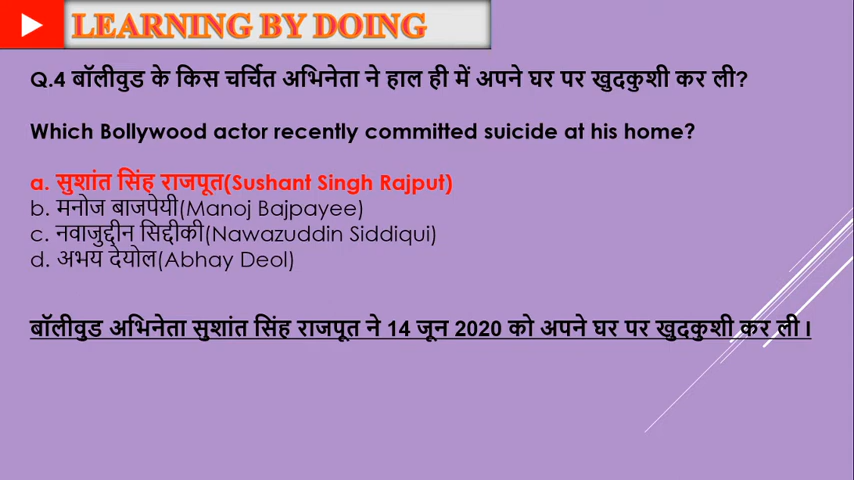 LEARNING BY DOING
Q.4 बॉलीवुड के किस चर्चित अभिनेता ने हाल ही में अपने घर पर खुदकुशी कर ली?
Which Bollywood actor recently committed suicide at his home?
a. सुशांत सिंह राजपूत(Sushant Singh Rajput)
b. मनोज बाजपेयी(Manoj Bajpayee)
c. नवाजुद्दीन सिद्दीकी(Nawazuddin Siddiqui)
d. अभय देयोल(Abhay Deol)
बॉलीवुड अभिनेता सुशांत सिंह राजपूत ने 14 जून 2020 को अपने घर पर खुदकुशी कर ली।